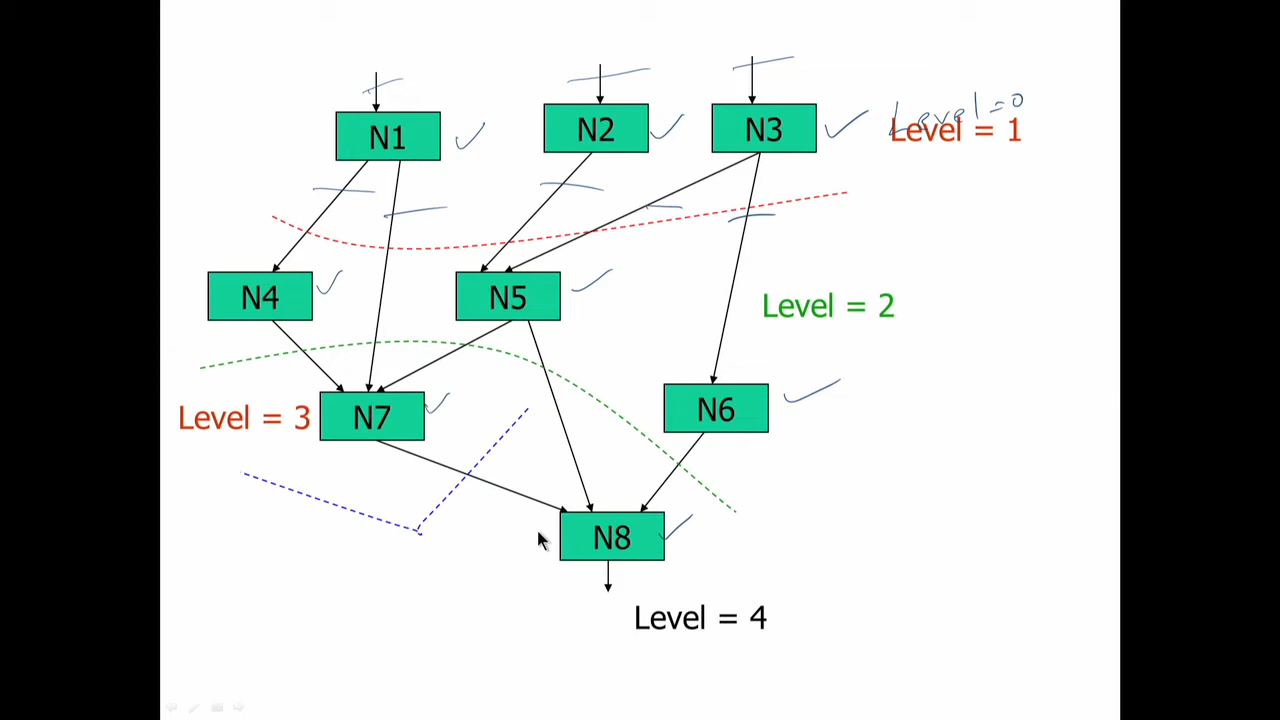 Level = 0
N1
N2
N3
Level = 1
N4
N5
Level = 2
Level = 3
N7
N6
N8
Level = 4